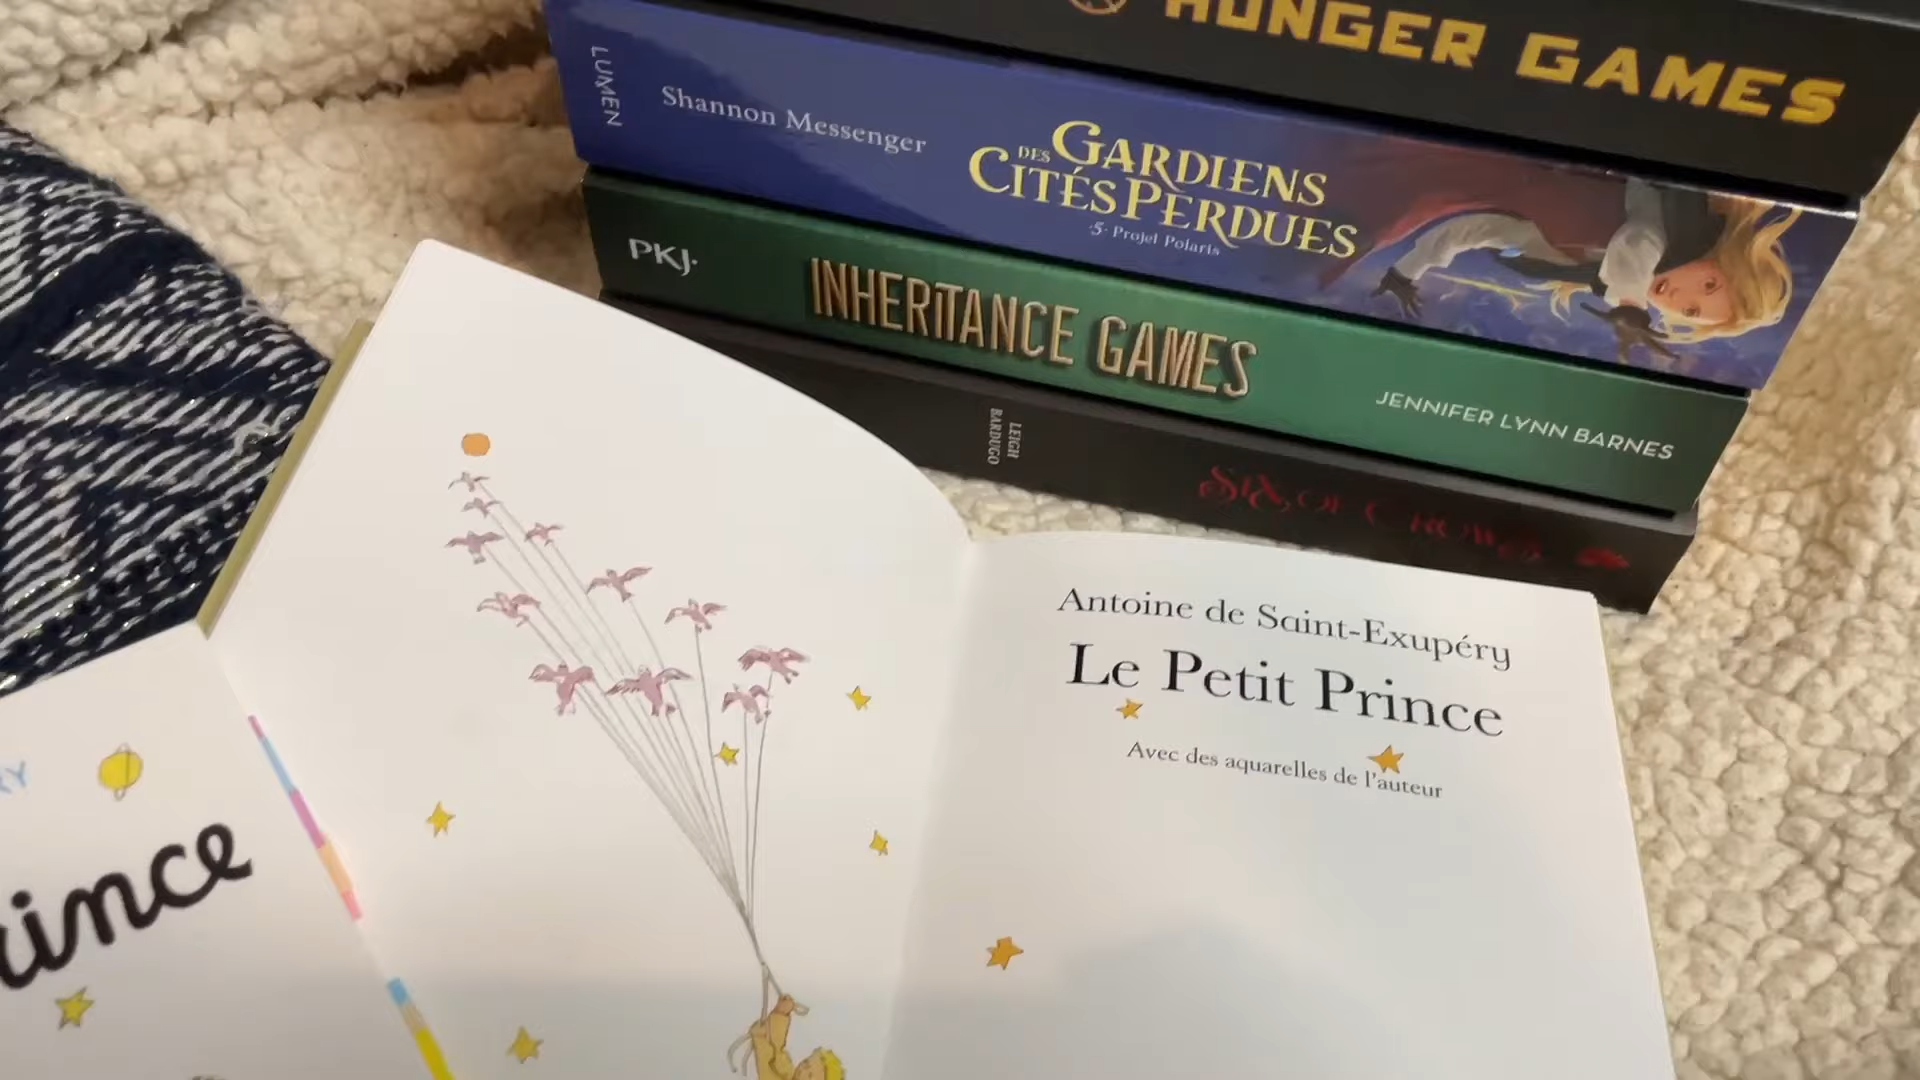 HUNGER GAMES
LUMEN
Shannon Messenger
GARDIENS
DES
CITÉS PERDUES
·5· Projet Polaris
PKJ·
INHERITANCE GAMES
JENNIFER LYNN BARNES
LEIGH
BARDUGO
SIX OF CROWS
Antoine de Saint-Exupéry
Le Petit Prince
Avec des aquarelles de l'auteur
RY
rince